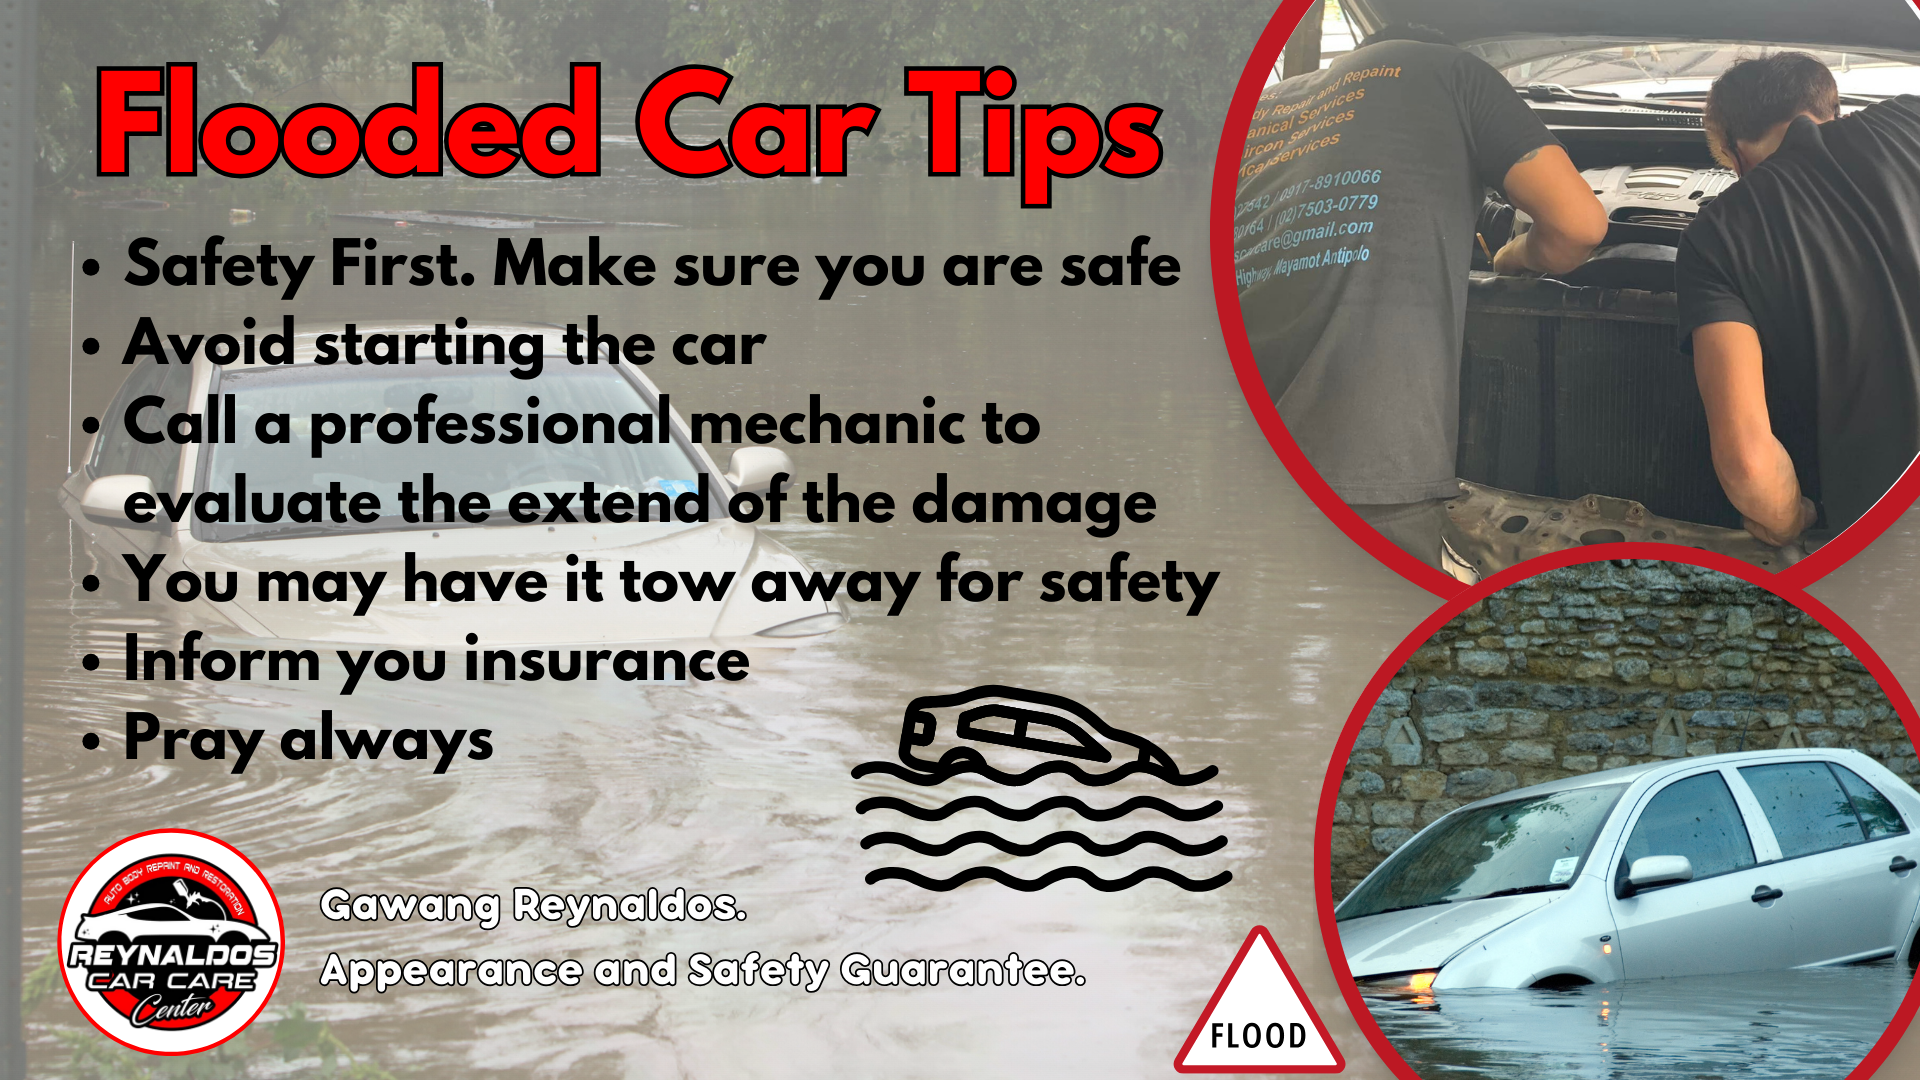 Flooded Car Tips
• Safety First. Make sure you are safe
• Avoid starting the car
• Call a professional mechanic to
evaluate the extend of the damage
• You may have it tow away for safety
• Inform you insurance
• Pray always
Repair and Repaint
Services
ircon Services
Services
0917-8910066
(02)7503-0779
care@gmail.com
Highway, Mayamot Antipolo
AUTO BODY REPAINT AND RESTORATION
REYNALDOS
CAR CARE
Center
Gawang Reynaldos.
Appearance and Safety Guarantee.
FLOOD